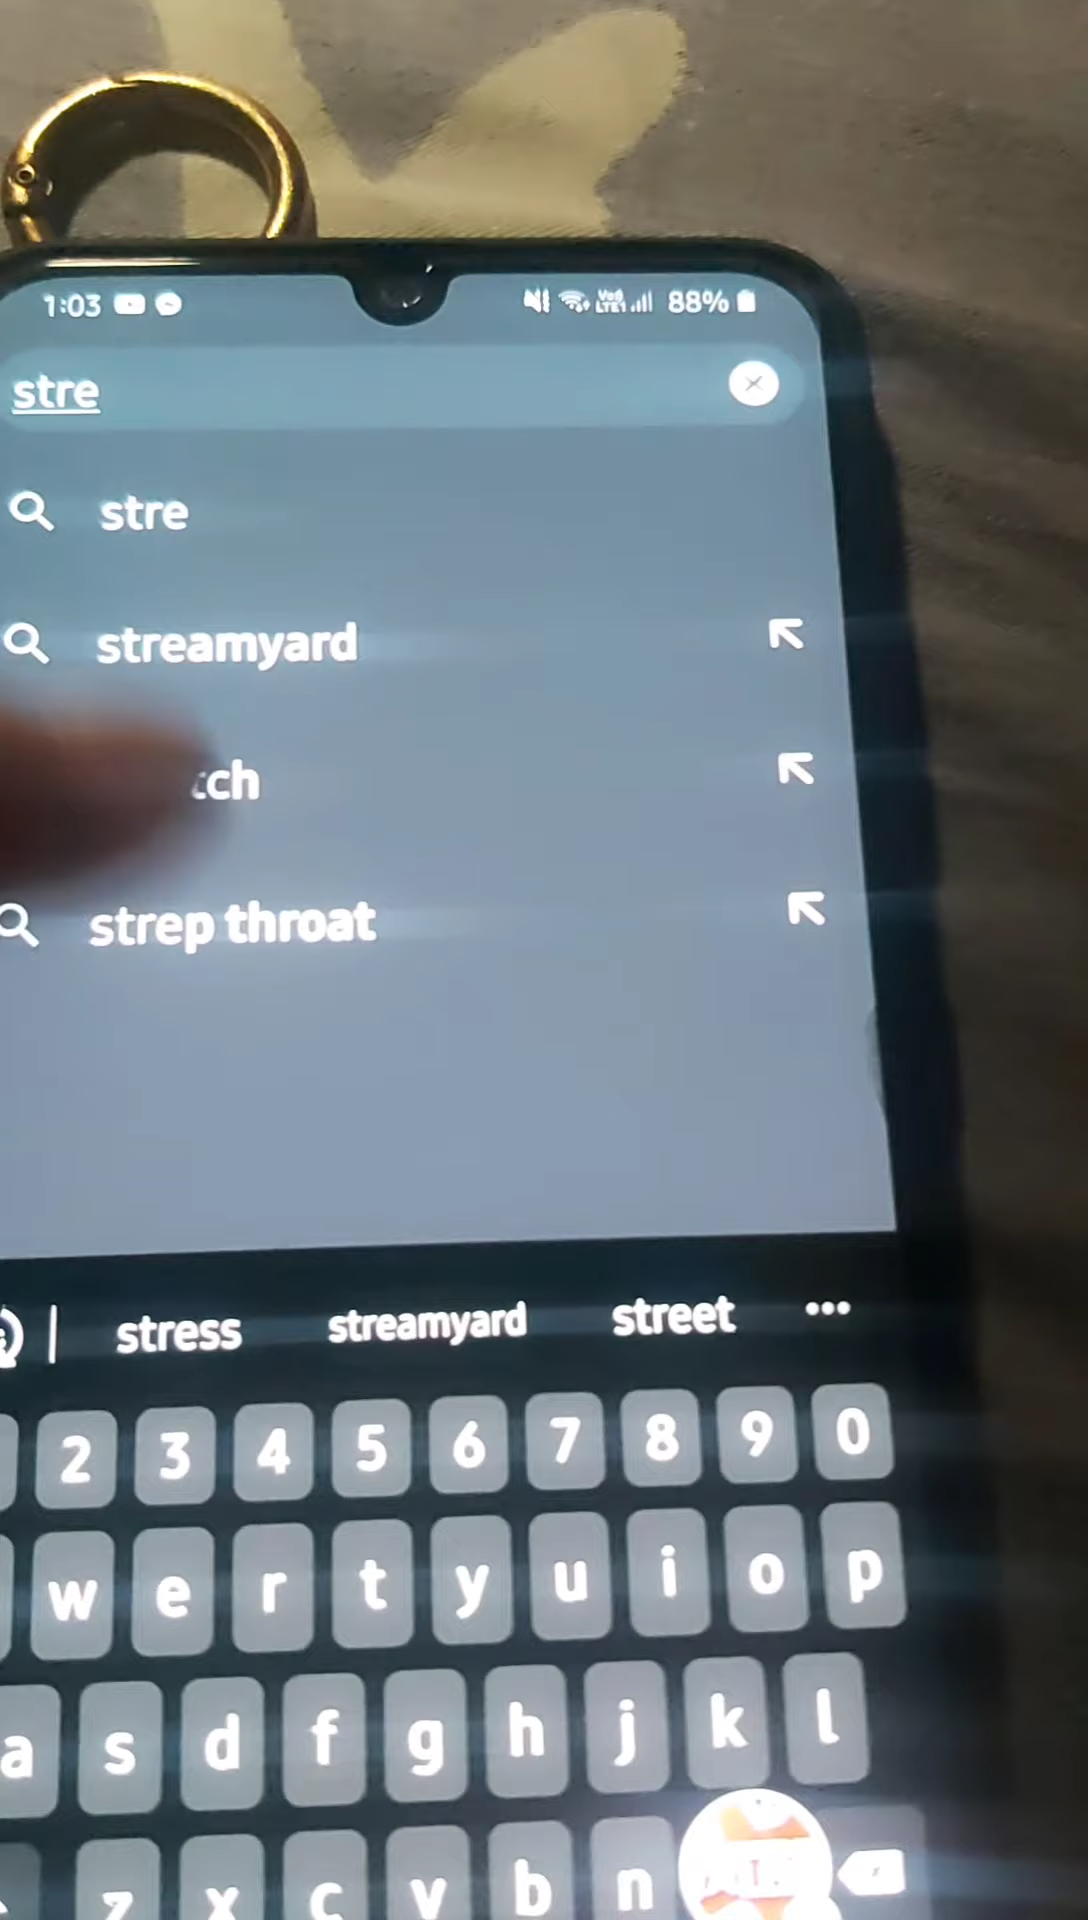 1:03 88%
stre
stre
streamyard
tch
strep throat
stress streamyard street •••
2 3 4 5 6 7 8 9 0
w e r t y u i o p
a s d f g h j k l
z x c v b n